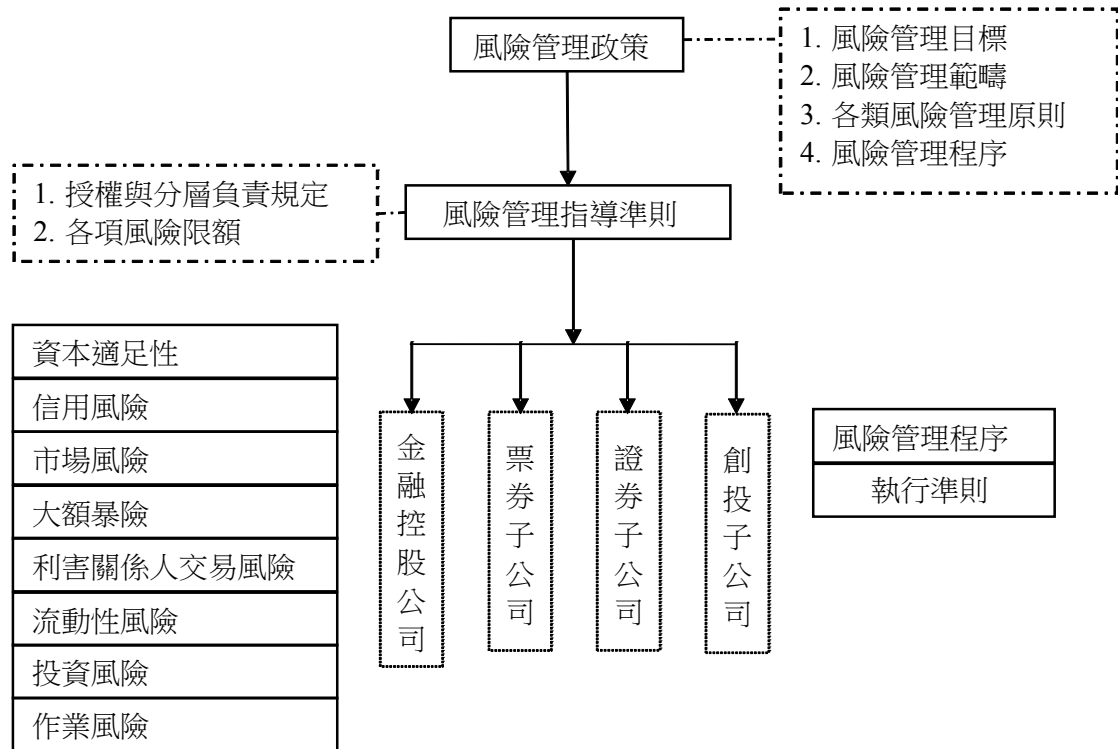 風險管理政策
1. 風險管理目標
2. 風險管理範疇
3. 各類風險管理原則
4. 風險管理程序
1. 授權與分層負責規定
2. 各項風險限額
風險管理指導準則
資本適足性
信用風險
市場風險
大額暴險
利害關係人交易風險
流動性風險
投資風險
作業風險
金融控股公司
票券子公司
證券子公司
創投子公司
風險管理程序
執行準則